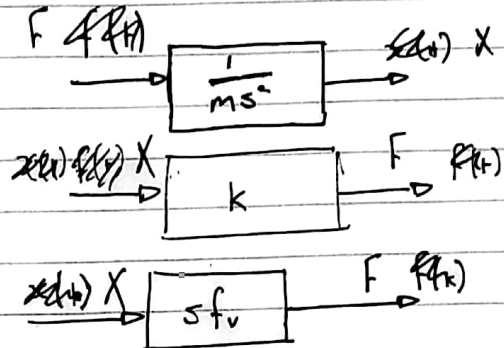 F f(t) 1/ms² x(t) X
x(t) f(t) X k F f(t)
x(t) X sfᵥ F f(t)